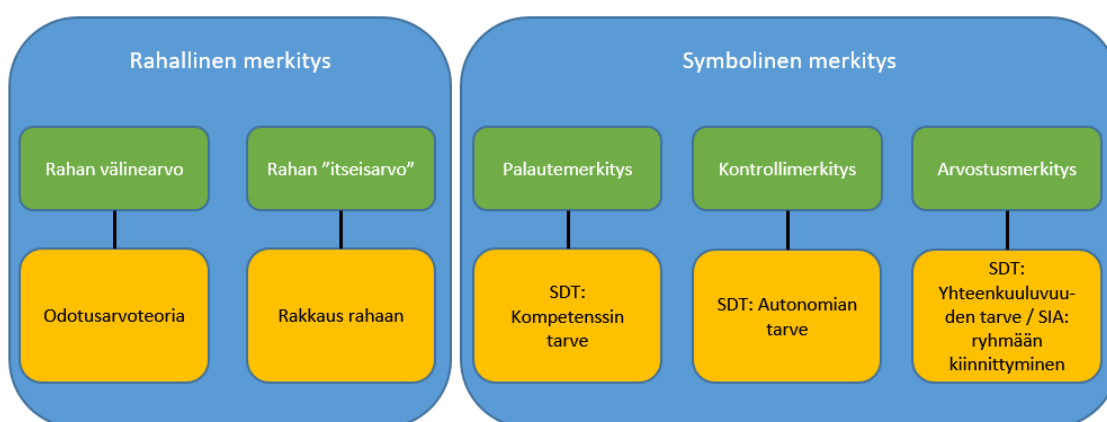 Rahallinen merkitys
Symbolinen merkitys
Rahan välinearvo
Rahan ”itseisarvo”
Palautemerkitys
Kontrollimerkitys
Arvostusmerkitys
Odotusarvoteoria
Rakkaus rahaan
SDT:
Kompetenssin
tarve
SDT: Autonomian
tarve
SDT:
Yhteenkuuluvuu-
den tarve / SIA:
ryhmään
kiinnittyminen